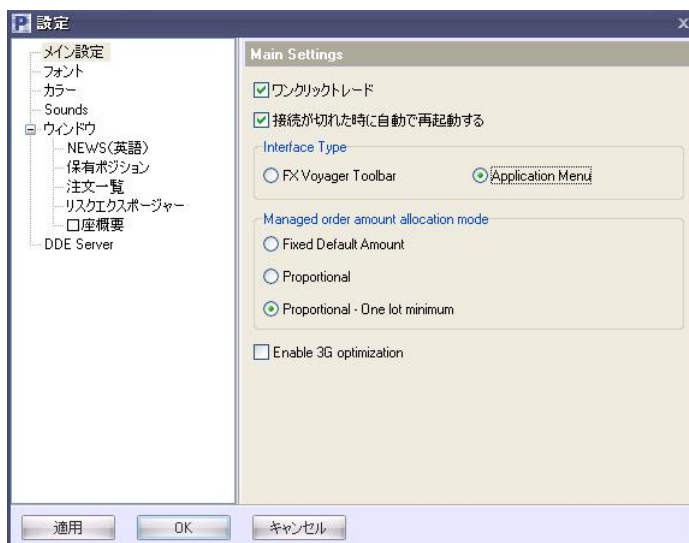 設定
メイン設定
フォント
カラー
Sounds
ウィンドウ
NEWS(英語)
保有ポジション
注文一覧
リスクエクスポージャー
口座概要
DDE Server
Main Settings
ワンクリックトレード
接続が切れた時に自動で再起動する
Interface Type
FX Voyager Toolbar
Application Menu
Managed order amount allocation mode
Fixed Default Amount
Proportional
Proportional - One lot minimum
Enable 3G optimization
適用
OK
キャンセル